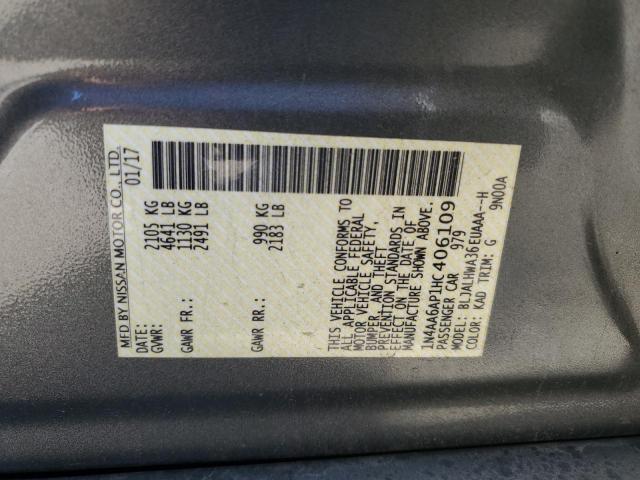 MFD BY NISSAN MOTOR CO., LTD.
DATE: 01/17
GVWR: 2105 KG
4641 LB
GAWR FR.: 1130 KG
2491 LB
GAWR RR.: 990 KG
2183 LB
THIS VEHICLE CONFORMS TO
ALL APPLICABLE FEDERAL
MOTOR VEHICLE SAFETY,
BUMPER, AND THEFT
PREVENTION STANDARDS IN
EFFECT ON THE DATE OF
MANUFACTURE SHOWN ABOVE.
1N4AA6AP1HC406109
PASSENGER CAR 979
MODEL: BLJALHWA36EUAAA--H
COLOR: KAD TRIM: G 9N00A